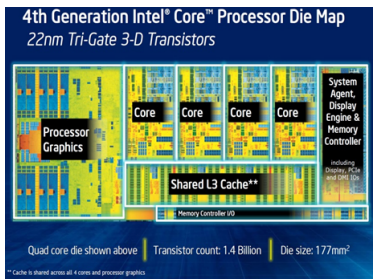 4th Generation Intel® Core™ Processor Die Map
22nm Tri-Gate 3-D Transistors
Processor
Graphics
Core
Core
Core
Core
System
Agent,
Display
Engine &
Memory
Controller
including
Display, PCIe
and DMI IOs
Shared L3 Cache**
Memory Controller I/O
Quad core die shown above
Transistor count: 1.4 Billion
Die size: 177mm²
** Cache is shared across all 4 cores and processor graphics